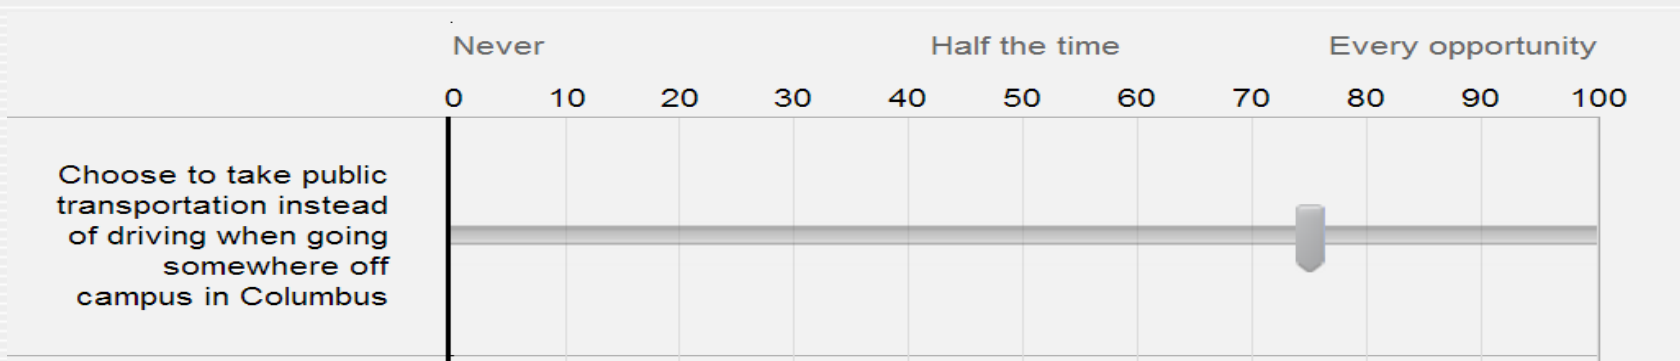 Never Half the time Every opportunity
0 10 20 30 40 50 60 70 80 90 100
Choose to take public
transportation instead
of driving when going
somewhere off
campus in Columbus